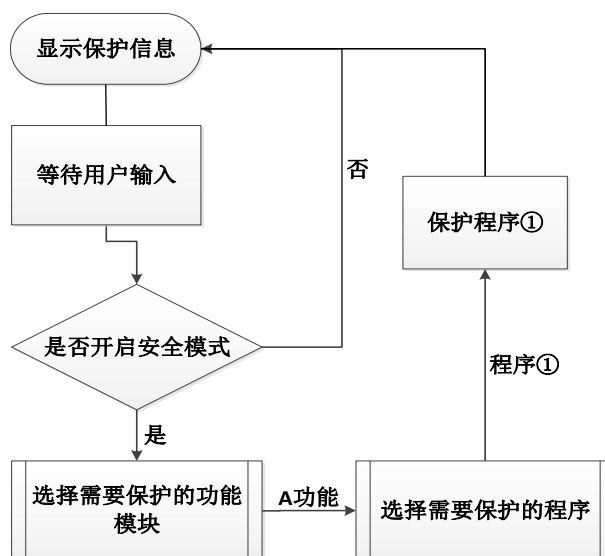 显示保护信息
等待用户输入
否
保护程序①
是否开启安全模式
程序①
是
选择需要保护的功能
模块
A功能
选择需要保护的程序